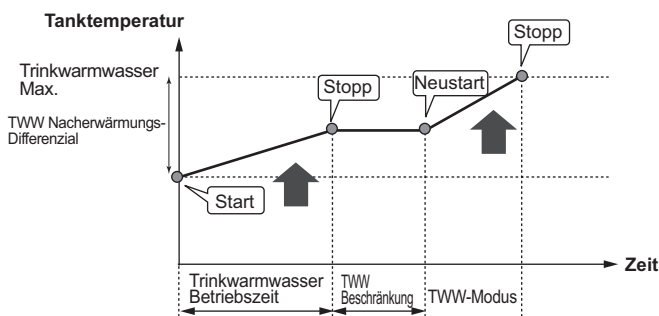 Tanktemperatur
Stopp
Trinkwarmwasser
Max.
Stopp
Neustart
TWW Nacherwärmungs-
Differenzial
Start
Zeit
Trinkwarmwasser
Betriebszeit
TWW
Beschränkung
TWW-Modus